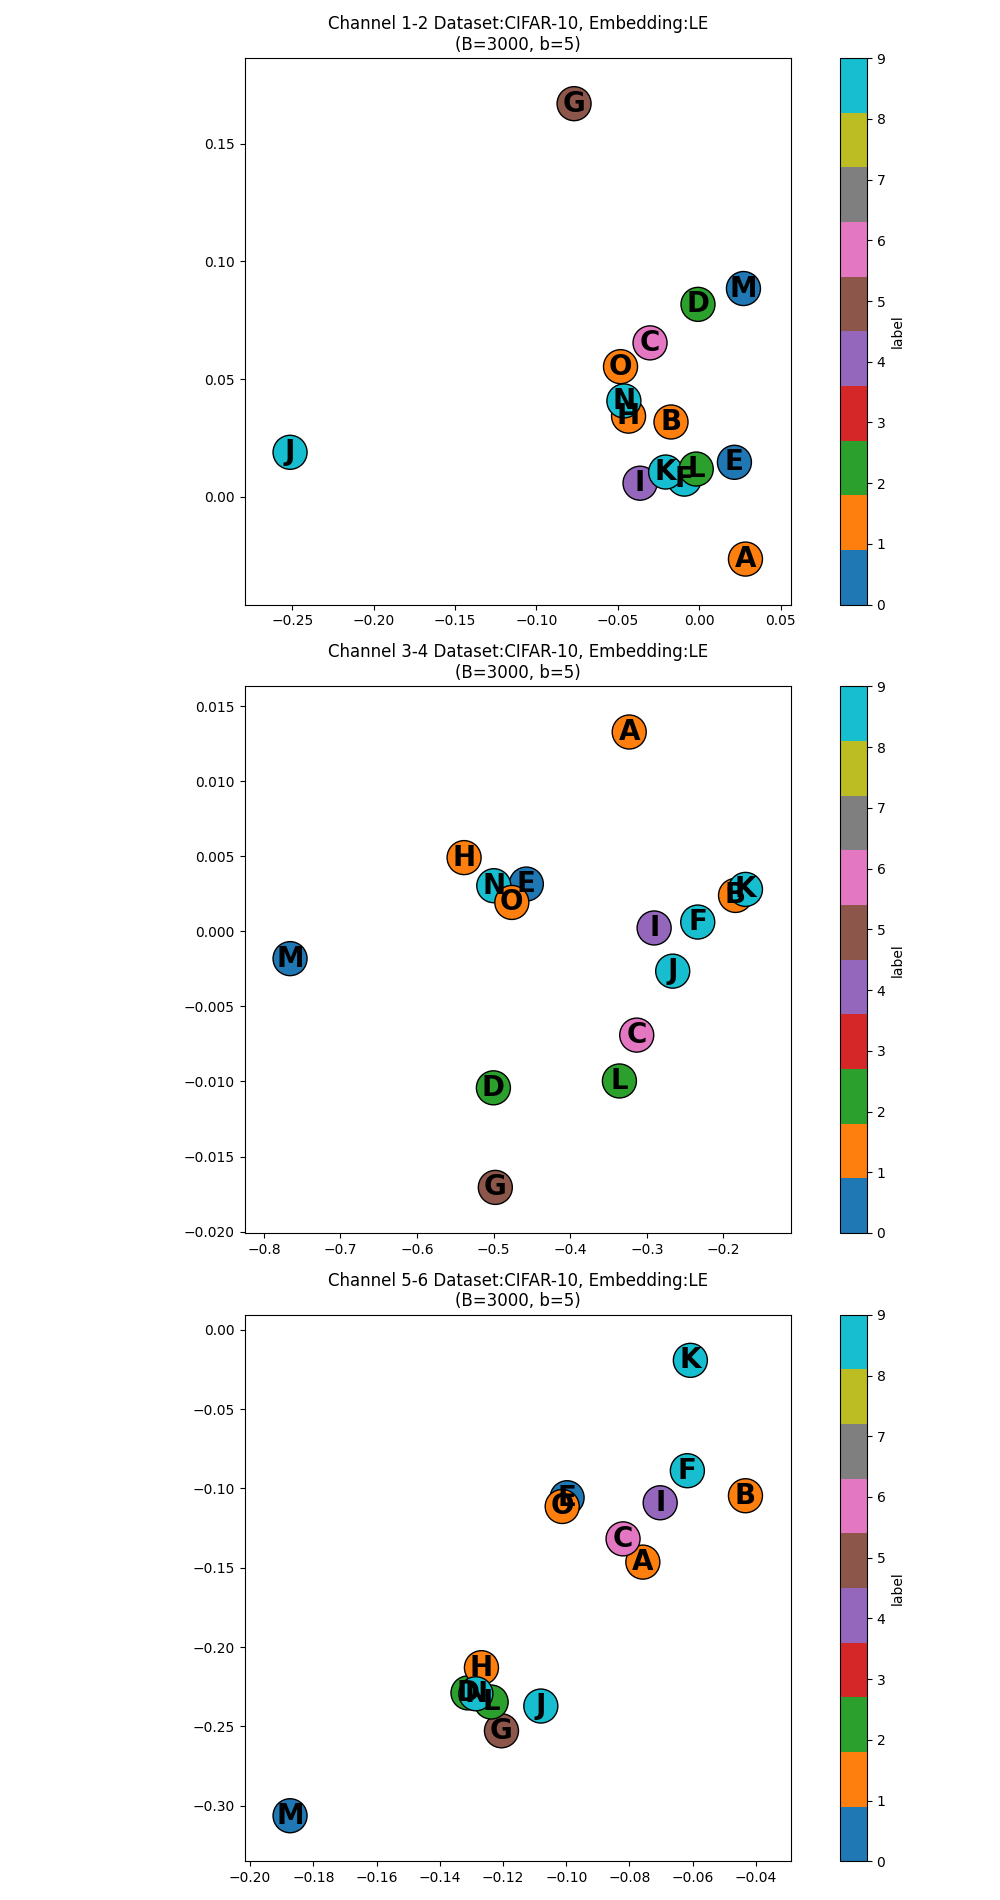 Channel 1-2 Dataset:CIFAR-10, Embedding:LE
(B=3000, b=5)
0.15
0.10
0.05
0.00
−0.25 −0.20 −0.15 −0.10 −0.05 0.00 0.05
G
M
D
C
O
N
H
B
J
E
L
K
F
I
A
9
8
7
6
5
4
3
2
1
0
label
Channel 3-4 Dataset:CIFAR-10, Embedding:LE
(B=3000, b=5)
0.015
0.010
0.005
0.000
−0.005
−0.010
−0.015
−0.020
−0.8 −0.7 −0.6 −0.5 −0.4 −0.3 −0.2
A
H
N
E
O
B
K
F
I
M
J
C
L
D
G
9
8
7
6
5
4
3
2
1
0
label
Channel 5-6 Dataset:CIFAR-10, Embedding:LE
(B=3000, b=5)
0.00
−0.05
−0.10
−0.15
−0.20
−0.25
−0.30
−0.20 −0.18 −0.16 −0.14 −0.12 −0.10 −0.08 −0.06 −0.04
K
F
B
E
O
I
C
A
H
D
N
L
J
G
M
9
8
7
6
5
4
3
2
1
0
label